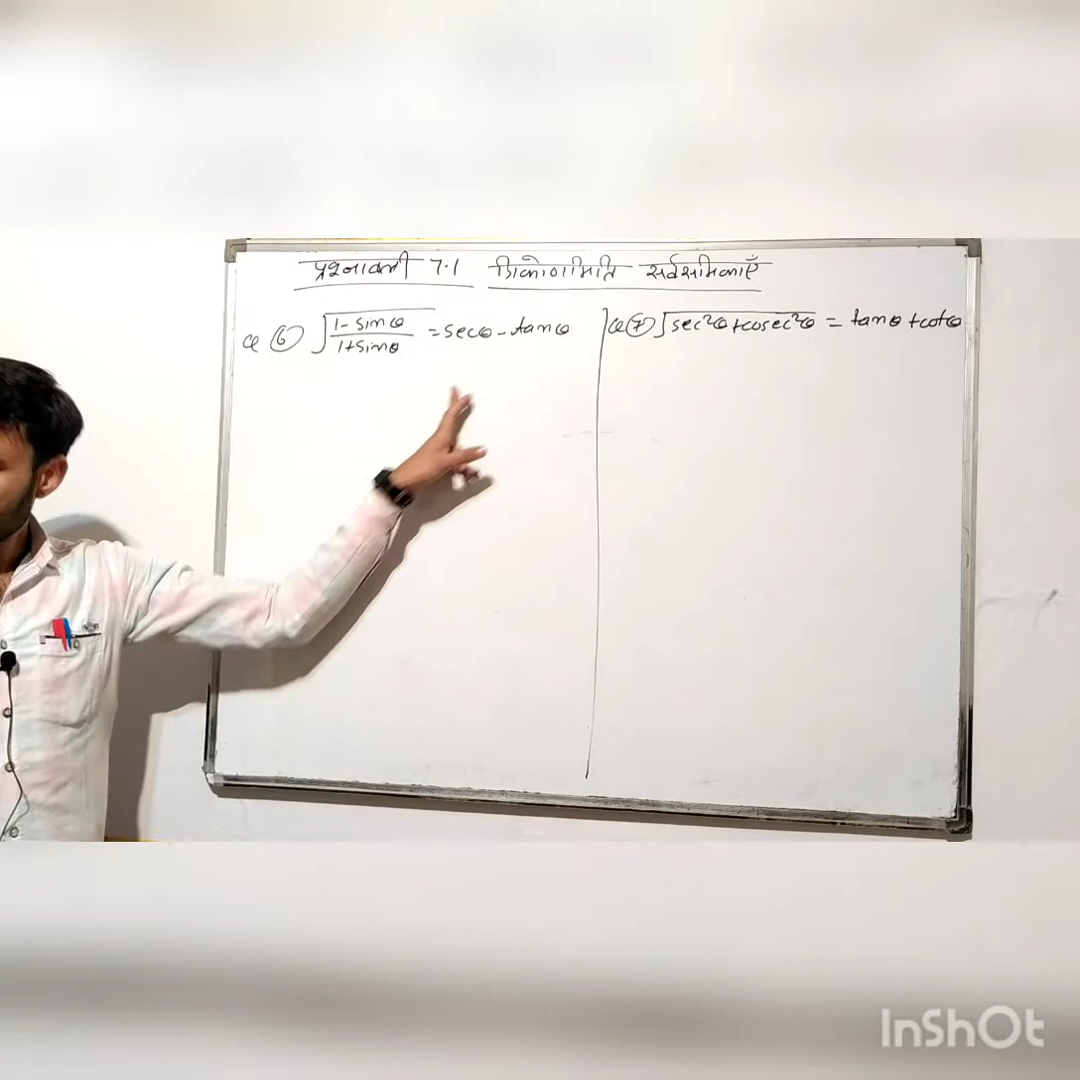 प्रश्नावली 7.1 त्रिकोणमिति सर्वसमिकाएँ
Q ⑥ √(1-sinθ / 1+sinθ) = secθ - tanθ
Q ⑦ √(sec²θ + cosec²θ) = tanθ + cotθ
InShOt